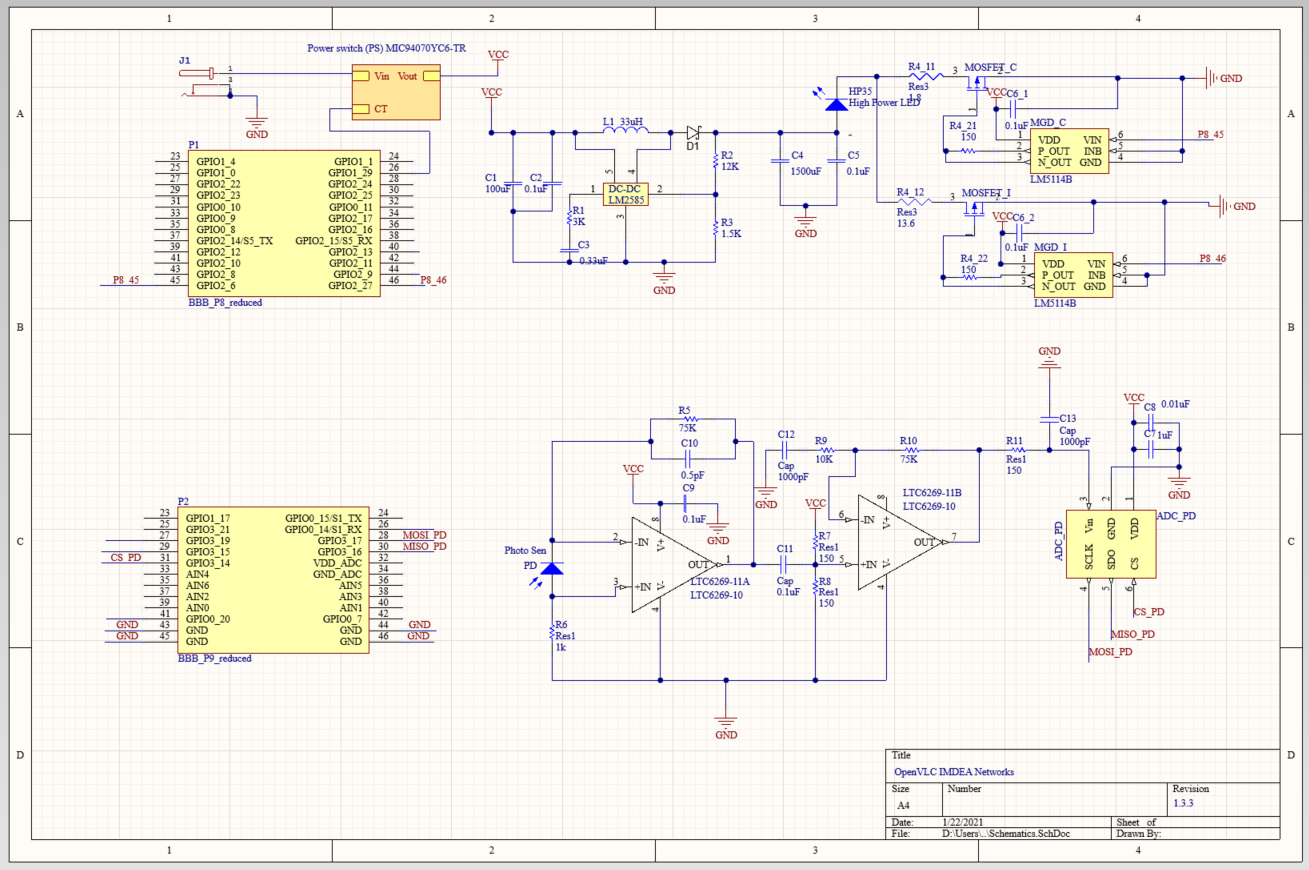 1
2
3
4
A
A
B
B
C
C
D
D
Power switch (PS) MIC94070YC6-TR
J1
1
2
3
GND
Vin Vout
CT
VCC
VCC
P1
23 GPIO1_4 GPIO1_1 24
25 GPIO1_0 GPIO1_29 26
27 GPIO2_22 GPIO2_24 28
29 GPIO2_23 GPIO2_25 30
31 GPIO0_10 GPIO0_11 32
33 GPIO0_9 GPIO2_17 34
35 GPIO0_8 GPIO2_16 36
37 GPIO2_14/S5_TX GPIO2_15/S5_RX 38
39 GPIO2_12 GPIO2_13 40
41 GPIO2_10 GPIO2_11 42
43 GPIO2_8 GPIO2_9 44
P8_45 45 GPIO2_6 GPIO2_27 46 P8_46
BBB_P8_reduced
L1 33uH
D1
C1
100uF
C2
0.1uF
5
4
1
DC-DC
LM2585
2
3
R1
3K
C3
0.33uF
R2
12K
R3
1.5K
GND
C4
1500uF
C5
0.1uF
-
GND
HP35
High Power LED
R4_11
Res3
1.8
3
MOSFET_C
2
1
VCC
C6_1
0.1uF
GND
R4_21
150
MGD_C
1 VDD VIN 6 P8_45
2 P_OUT INB 5
3 N_OUT GND 4
LM5114B
R4_12
Res3
13.6
3
MOSFET_I
2
1
VCC
C6_2
0.1uF
GND
R4_22
150
MGD_I
1 VDD VIN 6 P8_46
2 P_OUT INB 5
3 N_OUT GND 4
LM5114B
P2
23 GPIO1_17 GPIO0_15/S1_TX 24
25 GPIO3_21 GPIO0_14/S1_RX 26
27 GPIO3_19 GPIO3_17 28 MOSI_PD
29 GPIO3_15 GPIO3_16 30 MISO_PD
CS_PD 31 GPIO3_14 VDD_ADC 32
33 AIN4 GND_ADC 34
35 AIN6 AIN5 36
37 AIN2 AIN3 38
39 AIN0 AIN1 40
41 GPIO0_20 GPIO0_7 42
GND 43 GND GND 44 GND
GND 45 GND GND 46 GND
BBB_P9_reduced
R5
75K
C10
0.5pF
VCC
C9
0.1uF
GND
Photo Sen
PD
R6
Res1
1k
2 -IN
3 +IN
V+ 8
V- 4
OUT 1
LTC6269-11A
LTC6269-10
C12
Cap
1000pF
GND
R9
10K
R10
75K
VCC
R7
Res1
150
C11
Cap
0.1uF
R8
Res1
150
6 -IN
5 +IN
V+ 8
V- 4
OUT 7
LTC6269-11B
LTC6269-10
GND
R11
Res1
150
GND
C13
Cap
1000pF
VCC
C8 0.01uF
C7 1uF
GND
ADC_PD
ADC_PD
3 2 1
Vin GND VDD
SCLK SDO CS
4 5 6
CS_PD
MISO_PD
MOSI_PD
Title
OpenVLC IMDEA Networks
Size Number Revision
A4 1.3.3
Date: 1/22/2021 Sheet of
File: D:\Users\..\Schematics.SchDoc Drawn By:
1
2
3
4